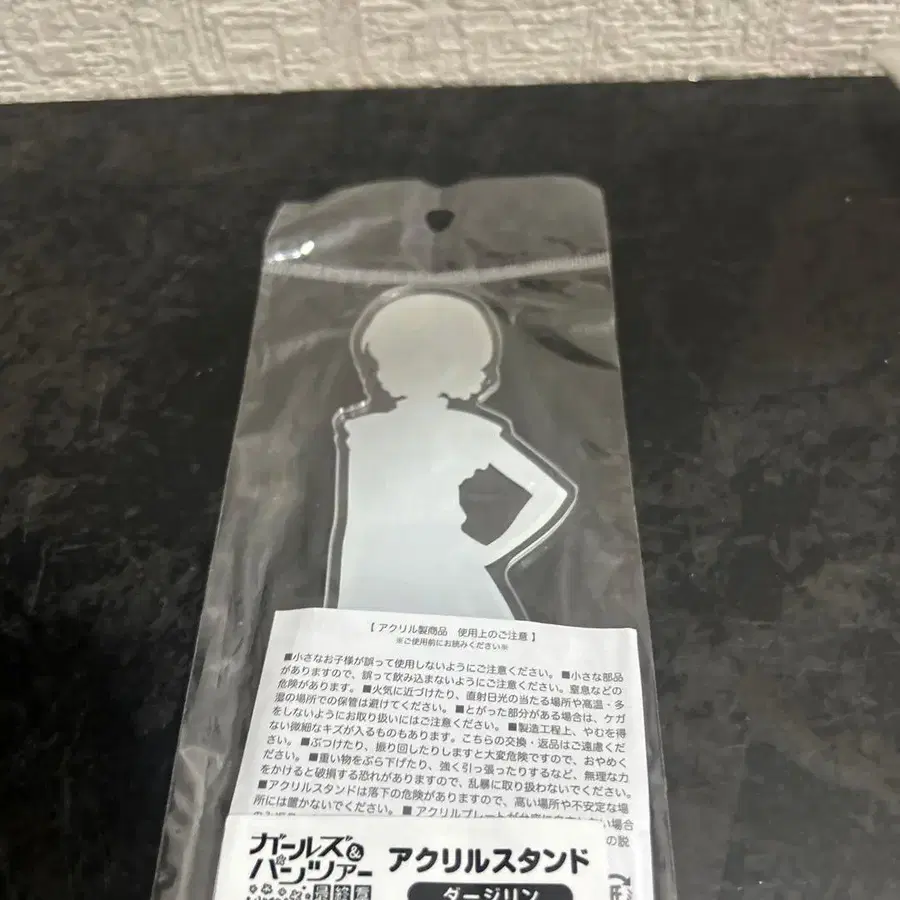 【 アクリル製商品　使用上のご注意 】
※ご使用前にお読みください※
■小さなお子様が誤って使用しないようにご注意ください。 ■小さな部品
がありますので、誤って飲み込まないようにご注意ください。窒息などの
危険があります。 ■火気に近づけたり、直射日光の当たる場所や高温・多
湿の場所での保管は避けてください。 ■とがった部分がある場合は、ケガ
をしないようにお取り扱いにはご注意ください。 ■製造工程上、やむを得
ない微細なキズが入るものもあります。こちらの交換・返品はご遠慮くだ
さい。 ■ぶつけたり、振り回したりしますと大変危険ですので、おやめく
ださい。 ■重い物をぶら下げたり、強く引っ張ったりするなど、無理な力
をかけると破損する恐れがありますので、乱暴に取り扱わないでください。
■アクリルスタンドは落下の危険がありますので、高い場所や不安定な場
所には置かないでください。 ■アクリルプレートが台座に
場合
の説
ガールズ&パンツァー
最終章
アクリルスタンド
ダージリン